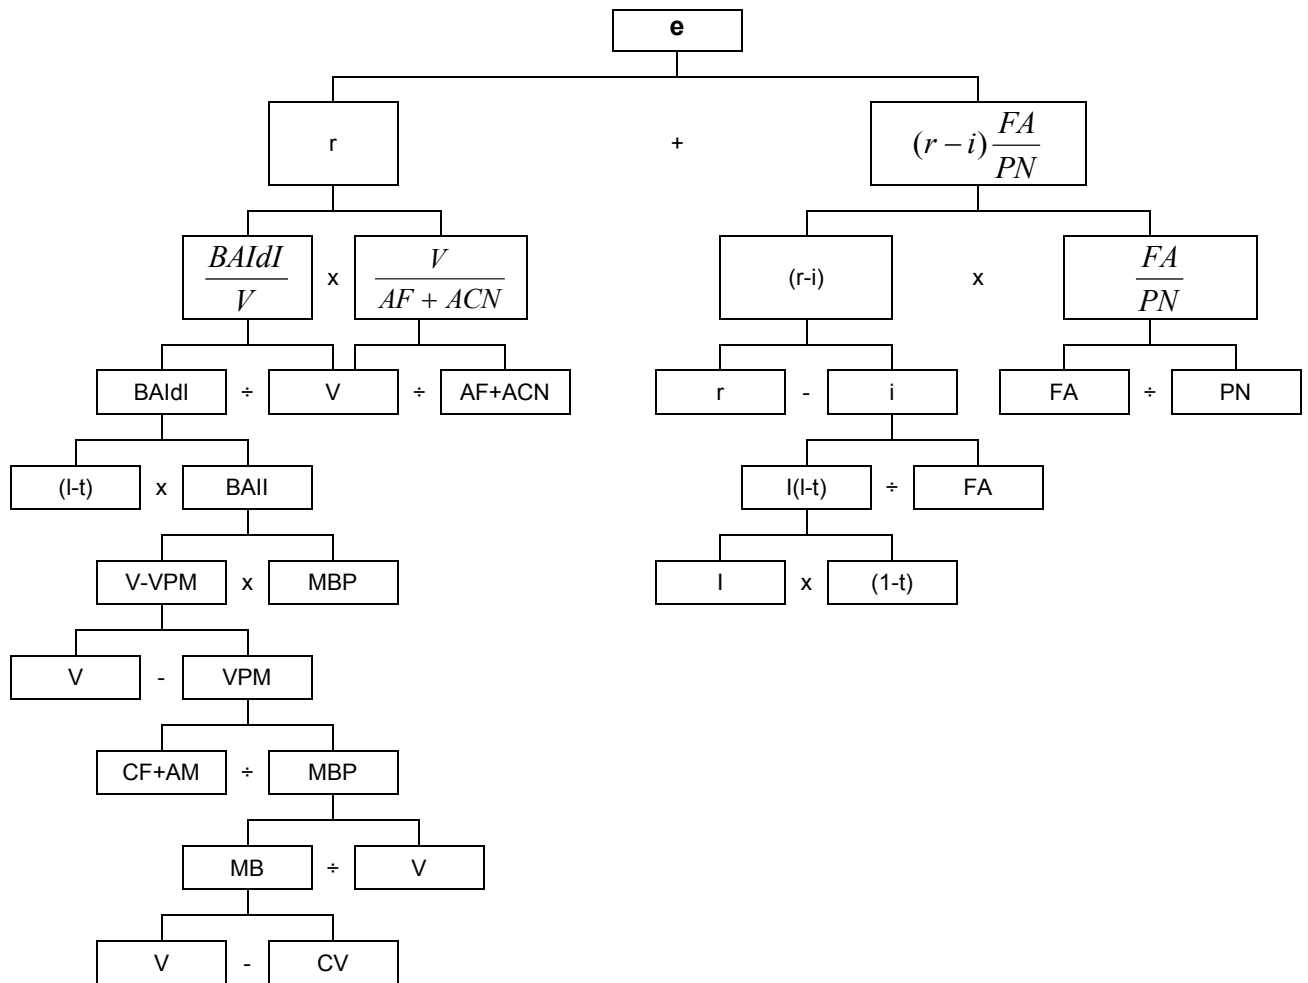 e
r + (r − i) FA/PN
BAIdI/V x V/(AF + ACN) (r-i) x FA/PN
BAIdI ÷ V ÷ AF+ACN r - i FA ÷ PN
(l-t) x BAII I(l-t) ÷ FA
V-VPM x MBP I x (1-t)
V - VPM
CF+AM ÷ MBP
MB ÷ V
V - CV